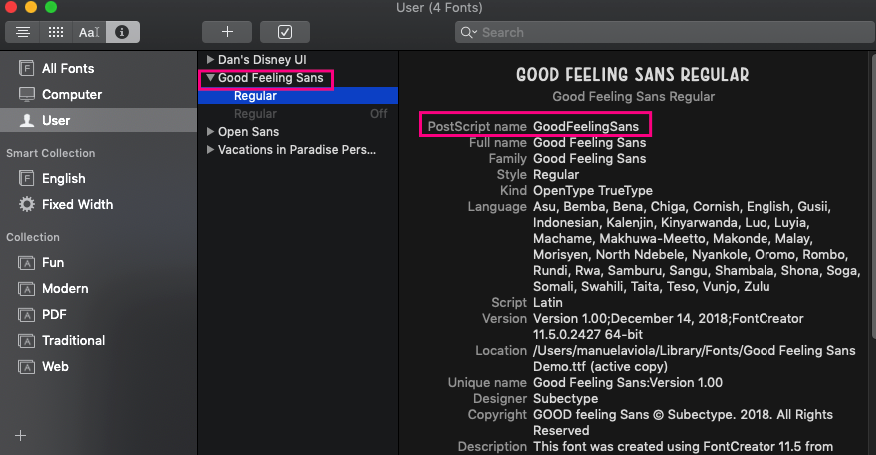 User (4 Fonts)
Aa
Search
All Fonts
Computer
User
Smart Collection
English
Fixed Width
Collection
Fun
Modern
PDF
Traditional
Web
Dan's Disney UI
Good Feeling Sans
Regular
Regular Off
Open Sans
Vacations in Paradise Pers...
GOOD FEELING SANS REGULAR
Good Feeling Sans Regular
PostScript name GoodFeelingSans
Full name Good Feeling Sans
Family Good Feeling Sans
Style Regular
Kind OpenType TrueType
Language Asu, Bemba, Bena, Chiga, Cornish, English, Gusii,
Indonesian, Kalenjin, Kinyarwanda, Luo, Luyia,
Machame, Makhuwa-Meetto, Makonde, Malay,
Morisyen, North Ndebele, Nyankole, Oromo, Rombo,
Rundi, Rwa, Samburu, Sangu, Shambala, Shona, Soga,
Somali, Swahili, Taita, Teso, Vunjo, Zulu
Script Latin
Version Version 1.00;December 14, 2018;FontCreator
11.5.0.2427 64-bit
Location /Users/manuelaviola/Library/Fonts/Good Feeling Sans
Demo.ttf (active copy)
Unique name Good Feeling Sans:Version 1.00
Designer Subectype
Copyright GOOD feeling Sans © Subectype. 2018. All Rights
Reserved
Description This font was created using FontCreator 11.5 from